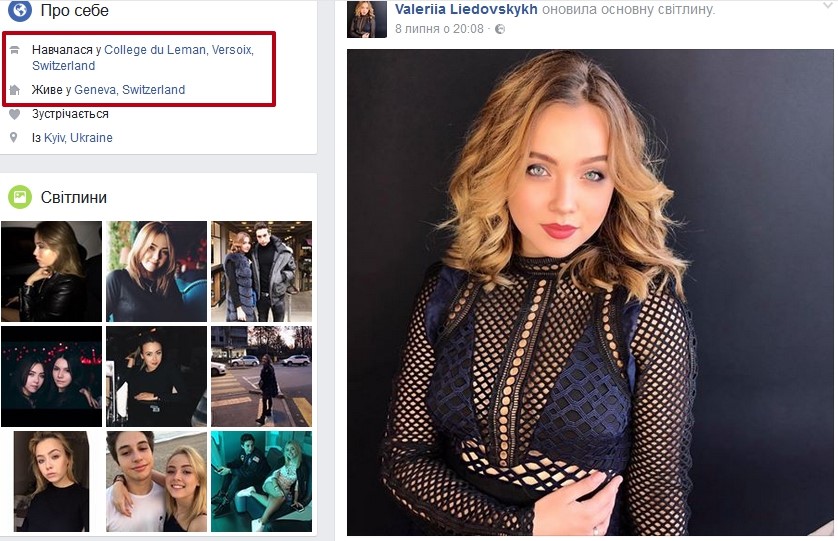 Про себе
Навчалася у College du Leman, Versoix,
Switzerland
Живе у Geneva, Switzerland
Зустрічається
Із Kyiv, Ukraine
Світлини
Valeriia Liedovskykh оновила основну світлину.
8 липня о 20:08 ·